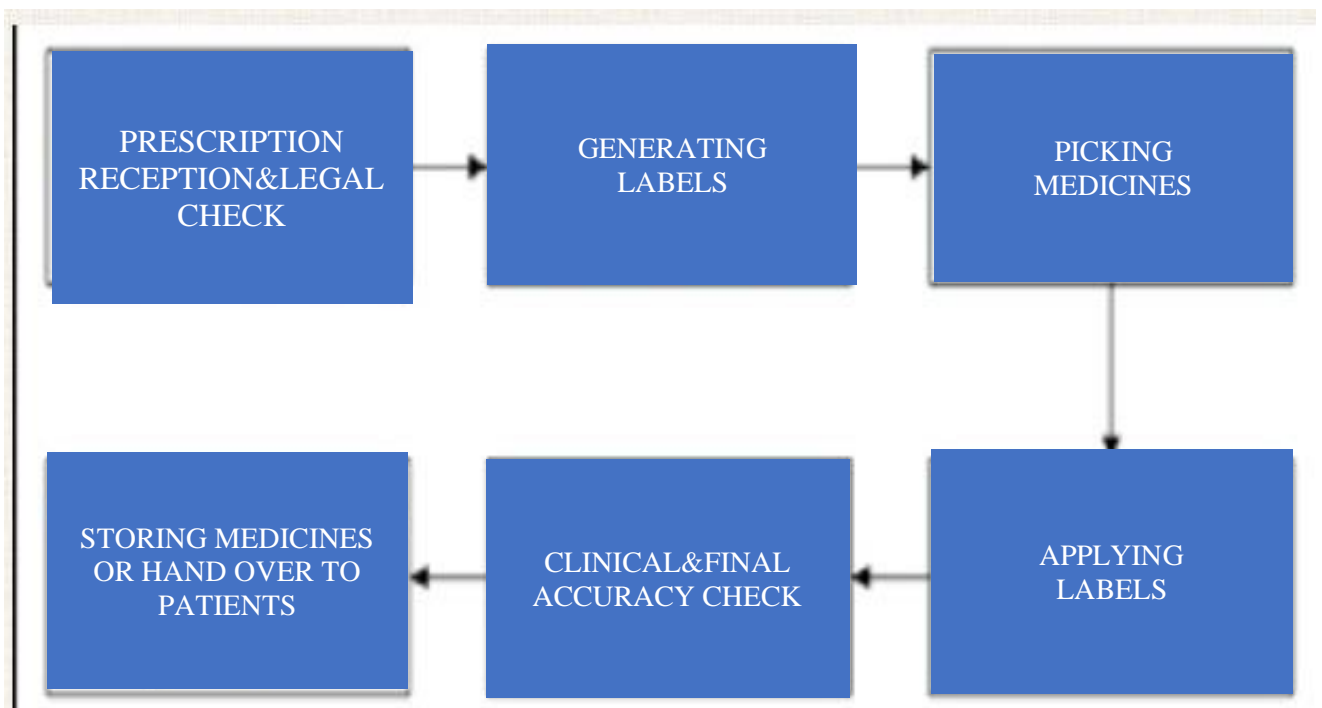 PRESCRIPTION
RECEPTION&LEGAL
CHECK
GENERATING
LABELS
PICKING
MEDICINES
APPLYING
LABELS
CLINICAL&FINAL
ACCURACY CHECK
STORING MEDICINES
OR HAND OVER TO
PATIENTS